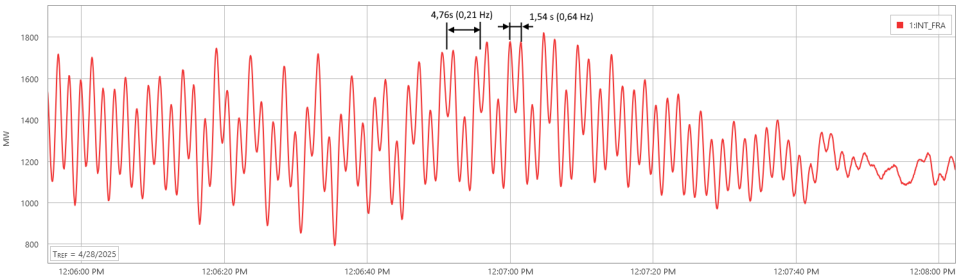 4,76s (0,21 Hz)
1,54 s (0,64 Hz)
1:INT_FRA
1800
1600
1400
1200
1000
800
MW
TREF = 4/28/2025
12:06:00 PM
12:06:20 PM
12:06:40 PM
12:07:00 PM
12:07:20 PM
12:07:40 PM
12:08:00 PM